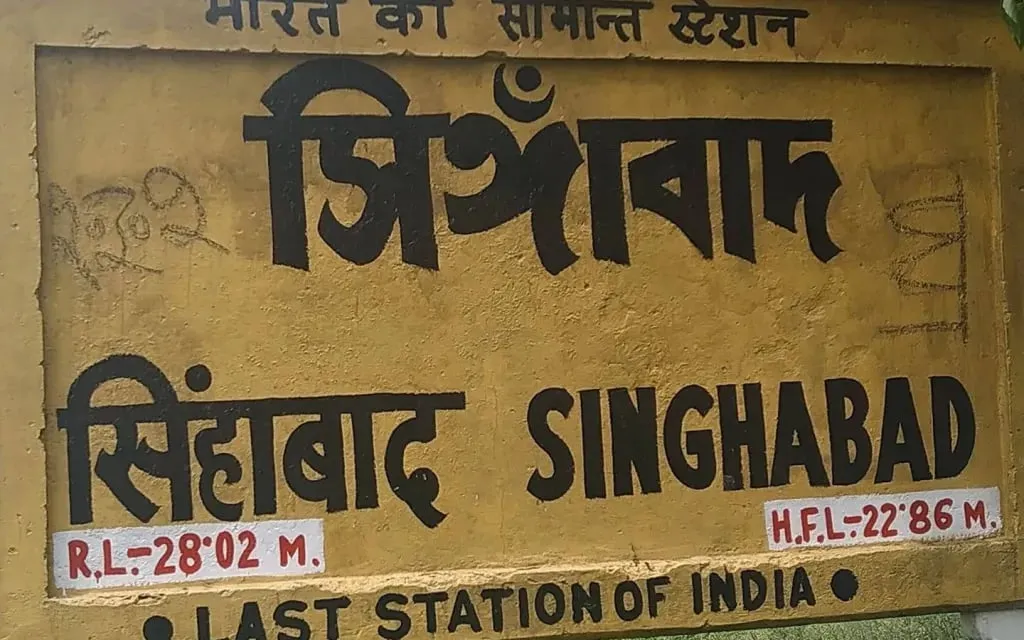 भारत का सीमान्त स्टेशन
সিঙ্গাঁবাদ
सिंहाबाद SINGHABAD
R.L.-28·02 M. H.F.L-22·86 M.
• LAST STATION OF INDIA •